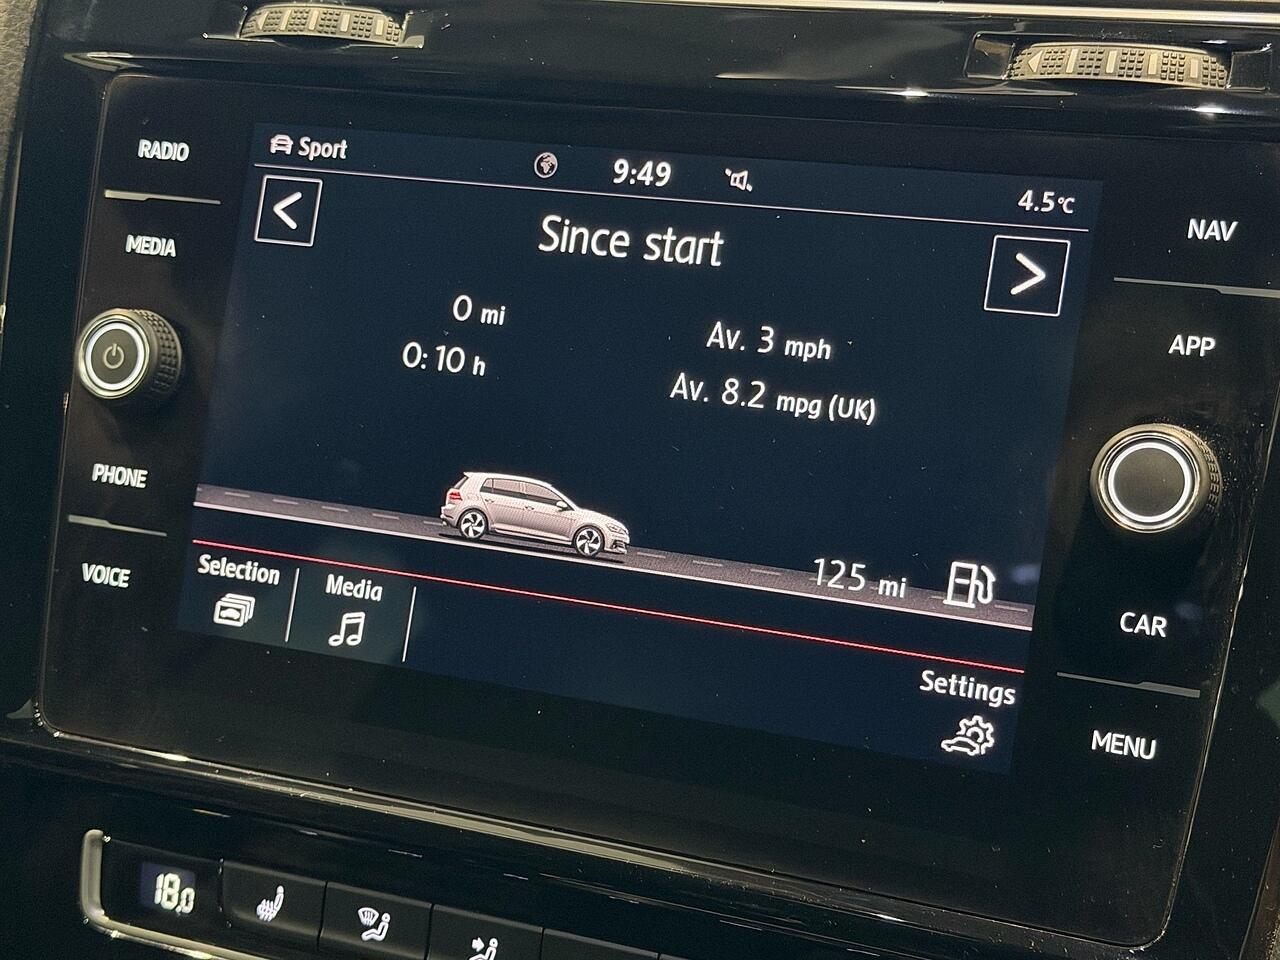 RADIO
MEDIA
PHONE
VOICE
Sport
9:49
4.5°C
Since start
0 mi
0:10 h
Av. 3 mph
Av. 8.2 mpg (UK)
125 mi
Selection
Media
Settings
NAV
APP
CAR
MENU
18.0